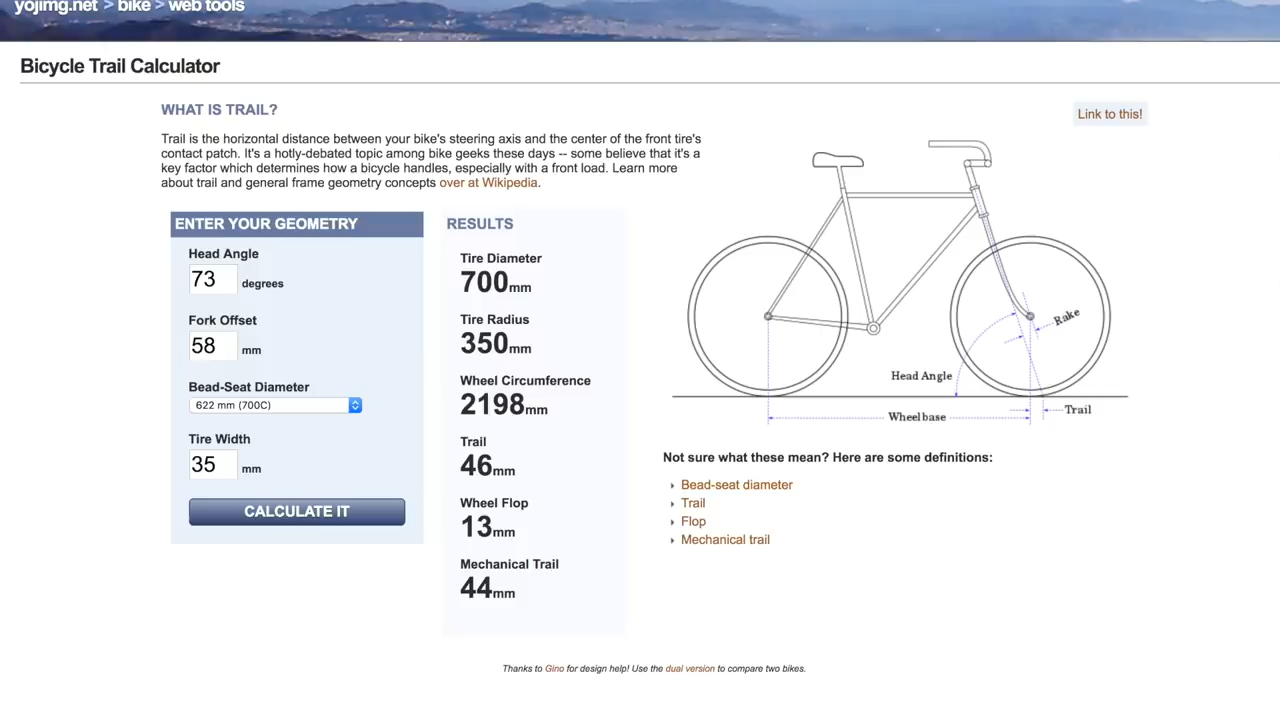 yojimg.net > bike > web tools
Bicycle Trail Calculator
WHAT IS TRAIL?
Link to this!
Trail is the horizontal distance between your bike's steering axis and the center of the front tire's
contact patch. It's a hotly-debated topic among bike geeks these days -- some believe that it's a
key factor which determines how a bicycle handles, especially with a front load. Learn more
about trail and general frame geometry concepts over at Wikipedia.
ENTER YOUR GEOMETRY
Head Angle
73 degrees
Fork Offset
58 mm
Bead-Seat Diameter
622 mm (700C)
Tire Width
35 mm
CALCULATE IT
RESULTS
Tire Diameter
700mm
Tire Radius
350mm
Wheel Circumference
2198mm
Trail
46mm
Wheel Flop
13mm
Mechanical Trail
44mm
Rake
Head Angle
Trail
Wheelbase
Not sure what these mean? Here are some definitions:
Bead-seat diameter
Trail
Flop
Mechanical trail
Thanks to Gino for design help! Use the dual version to compare two bikes.